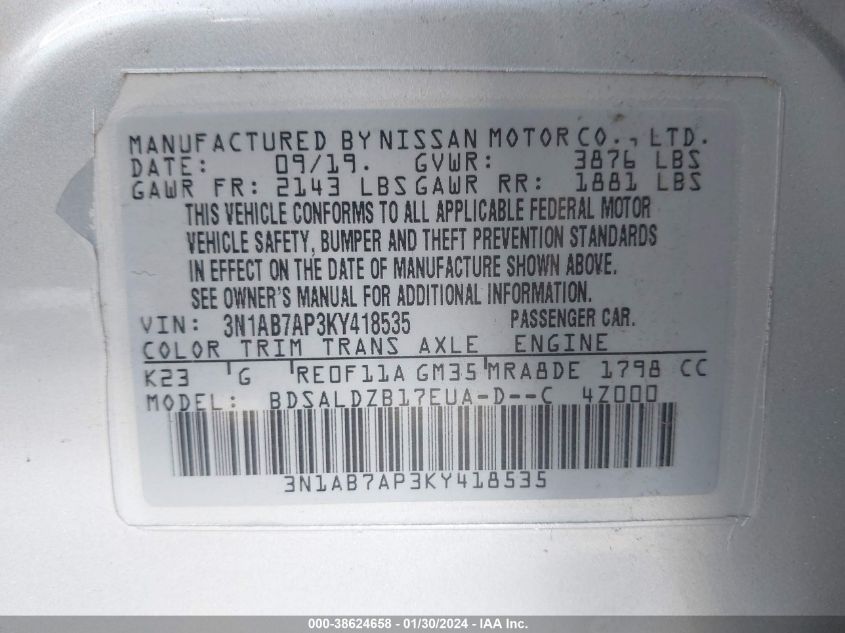 MANUFACTURED BY NISSAN MOTOR CO., LTD.
DATE: 09/19. GVWR: 3876 LBS
GAWR FR: 2143 LBS GAWR RR: 1881 LBS
THIS VEHICLE CONFORMS TO ALL APPLICABLE FEDERAL MOTOR
VEHICLE SAFETY, BUMPER AND THEFT PREVENTION STANDARDS
IN EFFECT ON THE DATE OF MANUFACTURE SHOWN ABOVE.
SEE OWNER'S MANUAL FOR ADDITIONAL INFORMATION.
VIN: 3N1AB7AP3KY418535 PASSENGER CAR.
COLOR TRIM TRANS AXLE ENGINE
K23 G RE0F11A GM35 MRA8DE 1798 CC
MODEL: BDSALDZB17EUA-D--C 4Z000
3N1AB7AP3KY418535
000-38624658 - 01/30/2024 - IAA Inc.